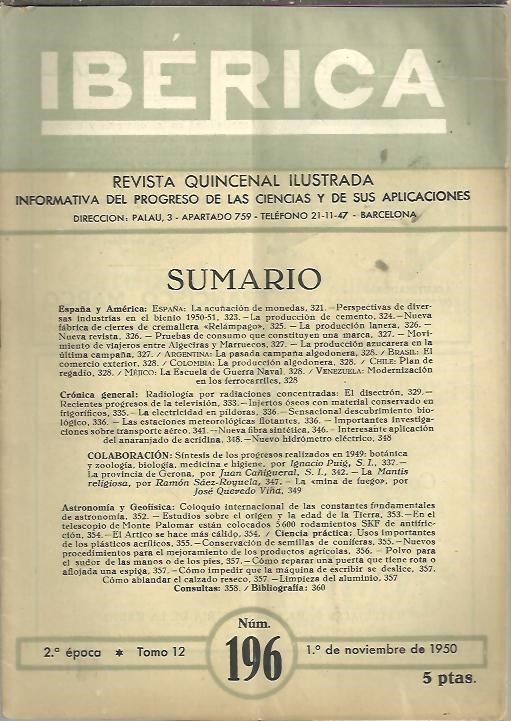 IBÉRICA
REVISTA QUINCENAL ILUSTRADA
INFORMATIVA DEL PROGRESO DE LAS CIENCIAS Y DE SUS APLICACIONES
DIRECCION: PALAU, 3 - APARTADO 759 - TELÉFONO 21-11-47 - BARCELONA
SUMARIO
España y América: ESPAÑA: La acuñación de monedas, 321. — Perspectivas de diver-
sas industrias en el bienio 1950-51, 323. — La producción de cemento, 324. — Nueva
fábrica de cierres de cremallera «Relámpago», 325. — La producción lanera, 326. —
Nueva revista, 326. — Pruebas de consumo que constituyen una marca, 327. — Movi-
miento de viajeros entre Algeciras y Marruecos, 327. — La producción azucarera en la
última campaña, 327. / ARGENTINA: La pasada campaña algodonera, 328. / BRASIL: El
comercio exterior, 328. / COLOMBIA: La producción algodonera, 328. / CHILE: Plan de
regadío, 328. / MÉJICO: La Escuela de Guerra Naval, 328. / VENEZUELA: Modernización
en los ferrocarriles, 328
Crónica general: Radiología por radiaciones concentradas: El disectrón, 329. —
Recientes progresos de la televisión, 333. — Injertos óseos con material conservado en
frigoríficos, 335. — La electricidad en píldoras, 336. — Sensacional descubrimiento bio-
lógico, 336. — Las estaciones meteorológicas flotantes, 336. — Importantes investiga-
ciones sobre transporte aéreo, 341. — Nueva fibra sintética, 346. — Interesante aplicación
del anaranjado de acridina, 348. — Nuevo hidrómetro eléctrico, 348
COLABORACIÓN: Síntesis de los progresos realizados en 1949: botánica
y zoología, biología, medicina e higiene, por Ignacio Puig, S. I., 337. —
La provincia de Gerona, por Juan Cañigueral, S. I., 342. — La Mantis
religiosa, por Ramón Sáez-Royuela, 347. — La «mina de fuego», por
José Quevedo Viña, 349
Astronomía y Geofísica: Coloquio internacional de las constantes fundamentales
de astronomía, 352. — Estudios sobre el origen y la edad de la Tierra, 353. — En el
telescopio de Monte Palomar están colocados 5600 rodamientos SKF de antifric-
ción, 354. — El Artico se hace más cálido, 354. / Ciencia práctica: Usos importantes
de los plásticos acrílicos, 355. — Conservación de semillas de coníferas, 355. — Nuevos
procedimientos para el mejoramiento de los productos agrícolas, 356. — Polvo para
el sudor de las manos o de los pies, 357. — Cómo reparar una puerta que tiene rota o
aflojada una espiga, 357. — Cómo impedir que la máquina de escribir se deslice, 357.
Cómo ablandar el calzado reseco, 357. — Limpieza del aluminio, 357
Consultas: 358. / Bibliografía: 360
Núm.
2.ª época * Tomo 12
196
1.º de noviembre de 1950
5 ptas.